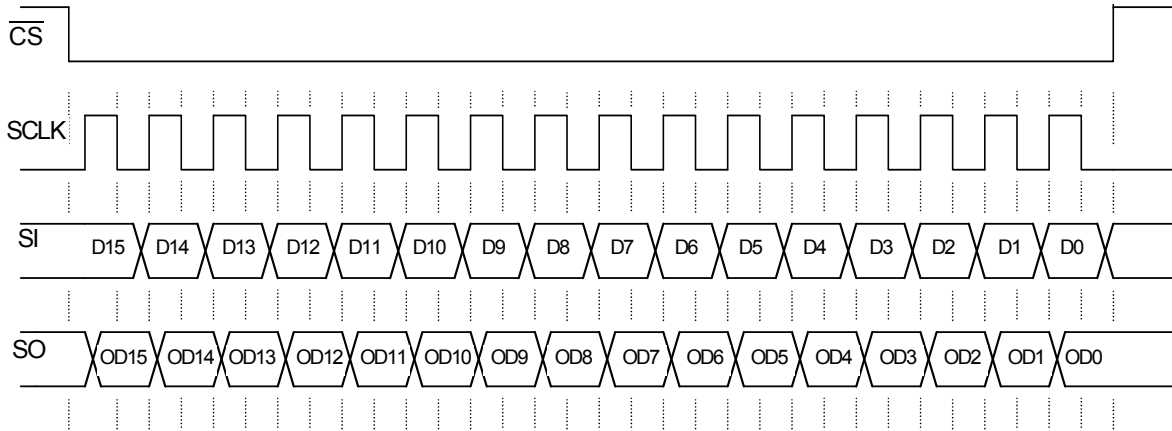 CS
SCLK
SI D15 D14 D13 D12 D11 D10 D9 D8 D7 D6 D5 D4 D3 D2 D1 D0
SO OD15 OD14 OD13 OD12 OD11 OD10 OD9 OD8 OD7 OD6 OD5 OD4 OD3 OD2 OD1 OD0